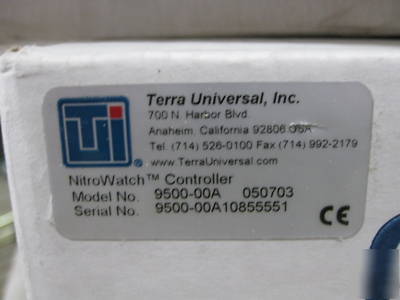 Terra Universal, Inc.
700 N. Harbor Blvd.
Anaheim, California 92806 USA
Tel. (714) 526-0100 Fax (714) 992-2179
www.TerraUniversal.com
NitroWatch™ Controller
Model No. 9500-00A 050703
Serial No. 9500-00A10855551
CE